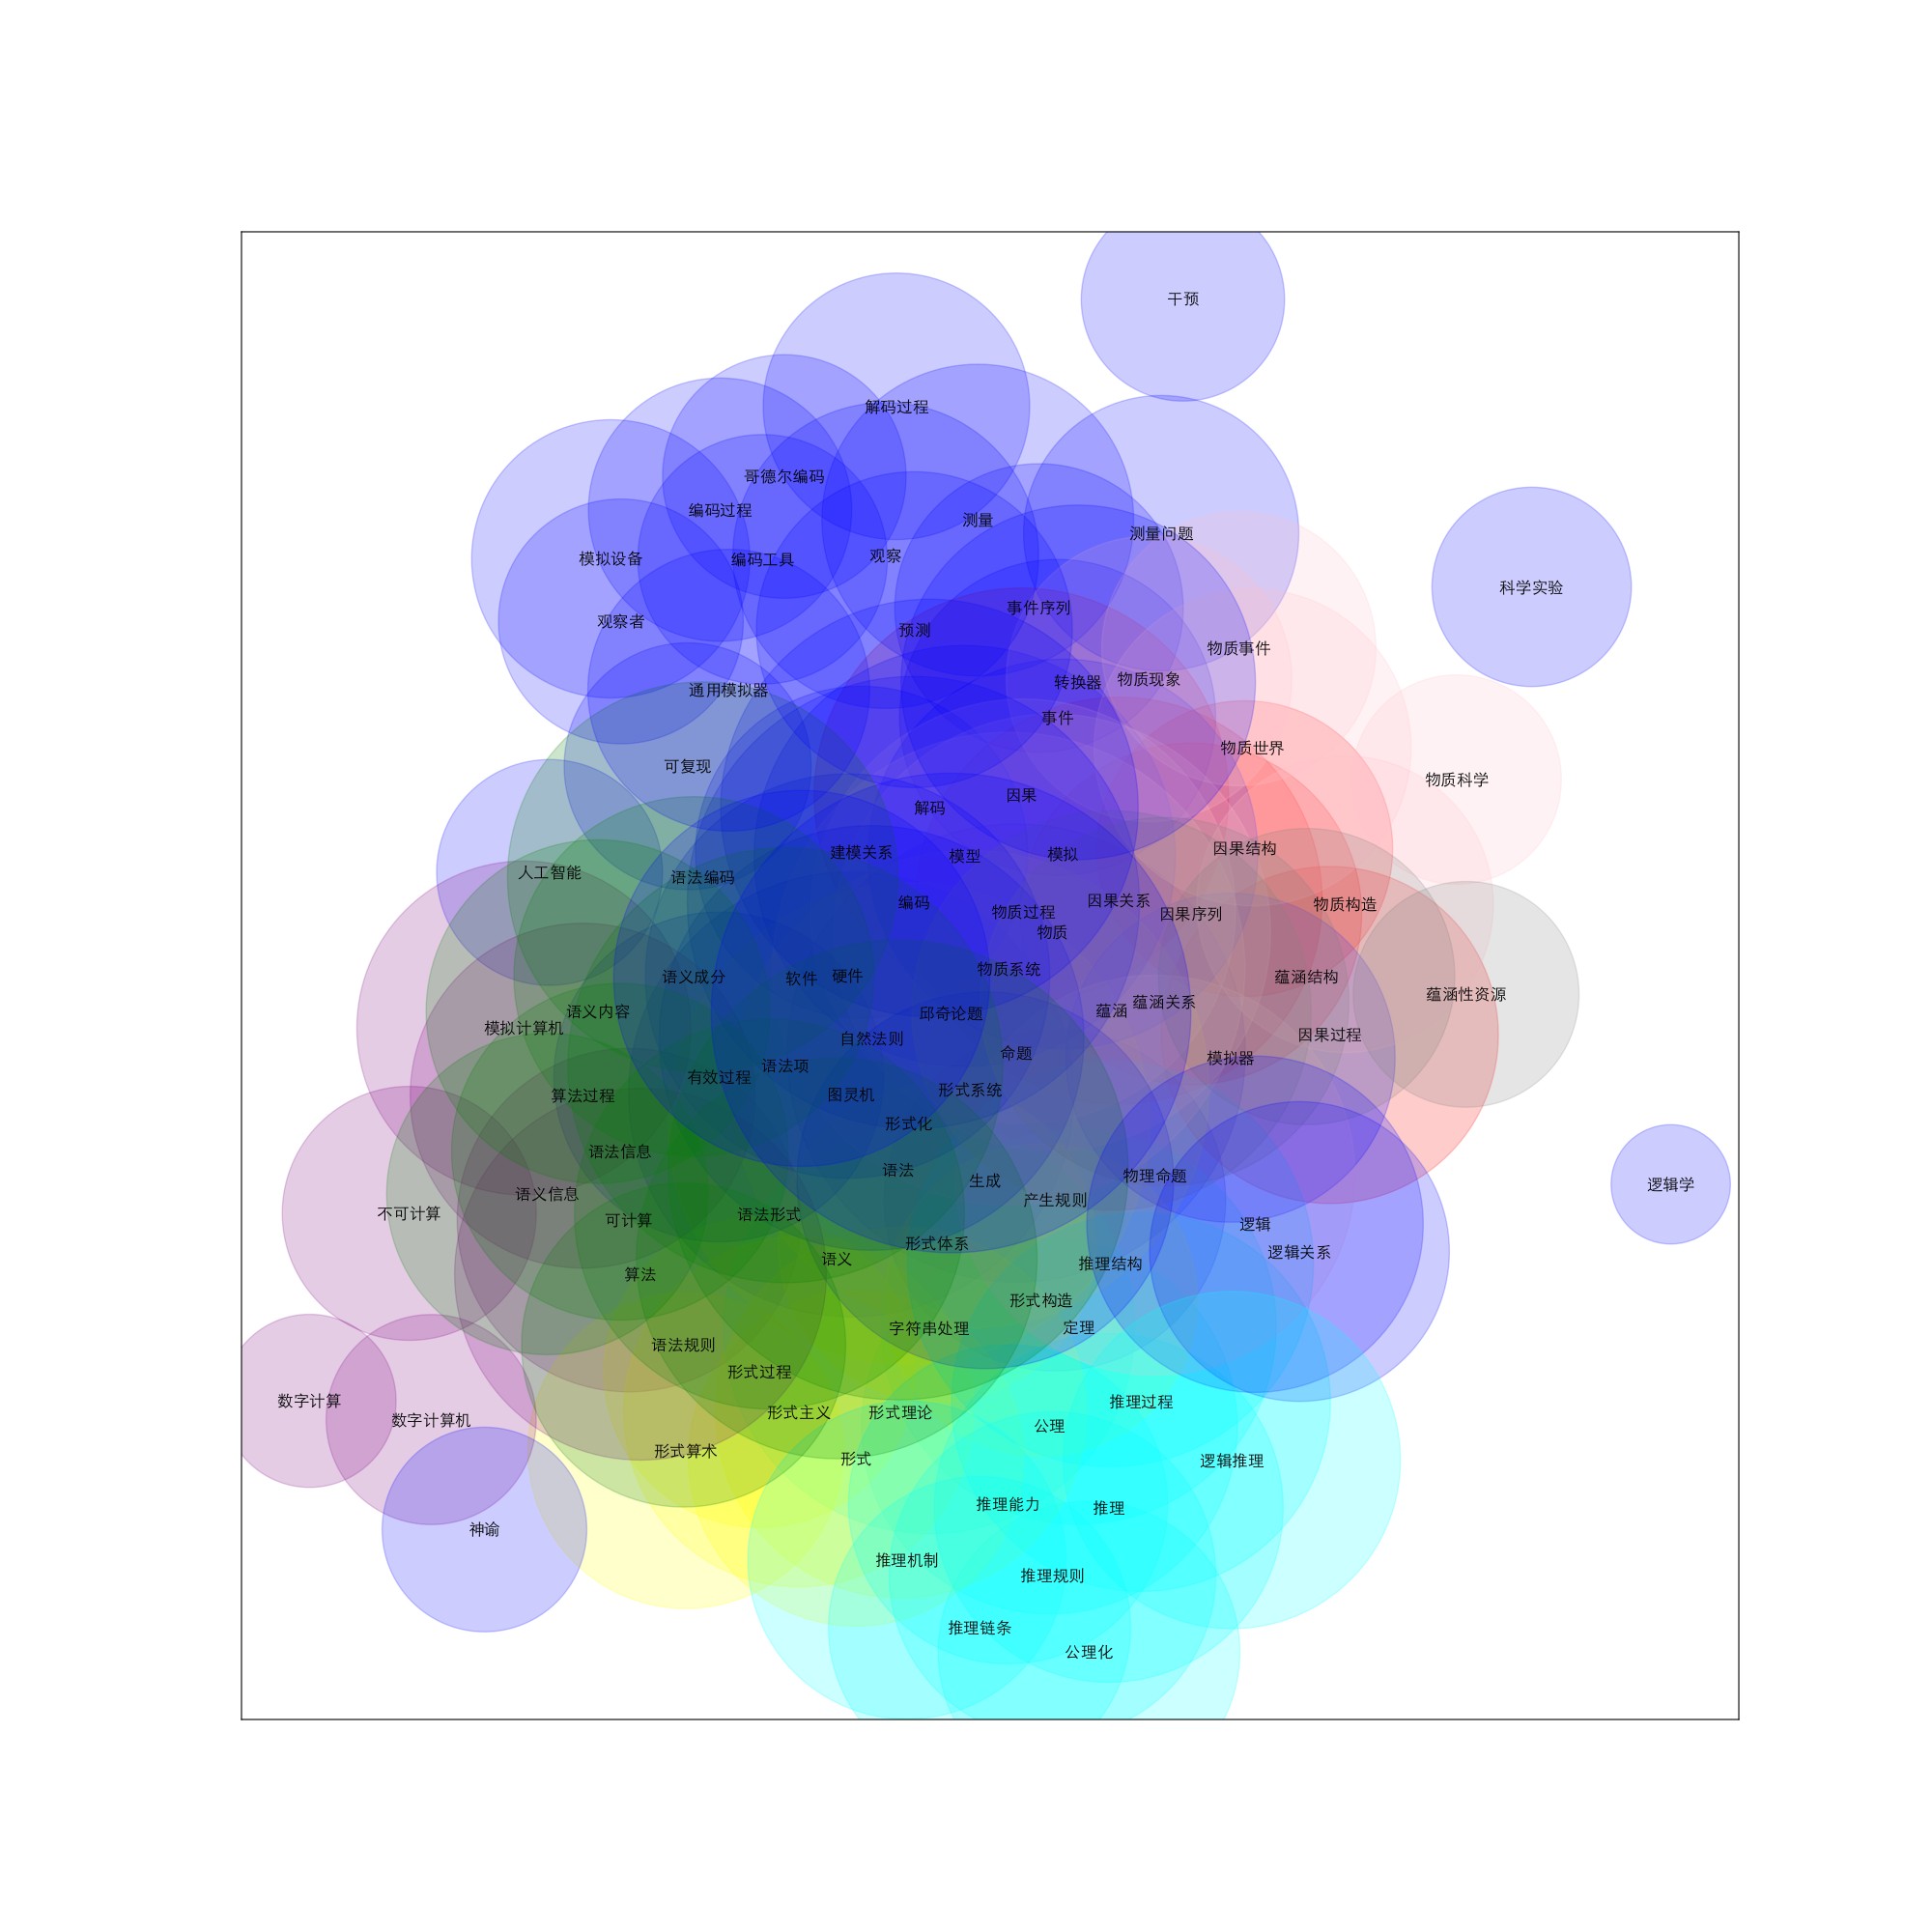 干预
解码过程
哥德尔编码
编码过程
测量
测量问题
观察
模拟设备
编码工具
科学实验
事件序列
观察者
预测
物质事件
物质现象
转换器
通用模拟器
事件
物质世界
可复现
物质科学
因果
解码
因果结构
建模关系
模拟
模型
人工智能
语法编码
因果关系
编码
物质构造
物质过程
因果序列
物质
物质系统
硬件
语义成分
蕴涵结构
软件
蕴涵性资源
蕴涵关系
蕴涵
语义内容
邱奇论题
模拟计算机
因果过程
自然法则
命题
模拟器
语法项
有效过程
形式系统
图灵机
算法过程
形式化
语法信息
语法
物理命题
生成
逻辑学
语义信息
产生规则
不可计算
语法形式
可计算
逻辑
形式体系
逻辑关系
语义
推理结构
算法
形式构造
定理
字符串处理
语法规则
形式过程
数字计算
推理过程
形式主义
形式理论
数字计算机
公理
形式算术
形式
逻辑推理
推理能力
推理
神谕
推理机制
推理规则
推理链条
公理化